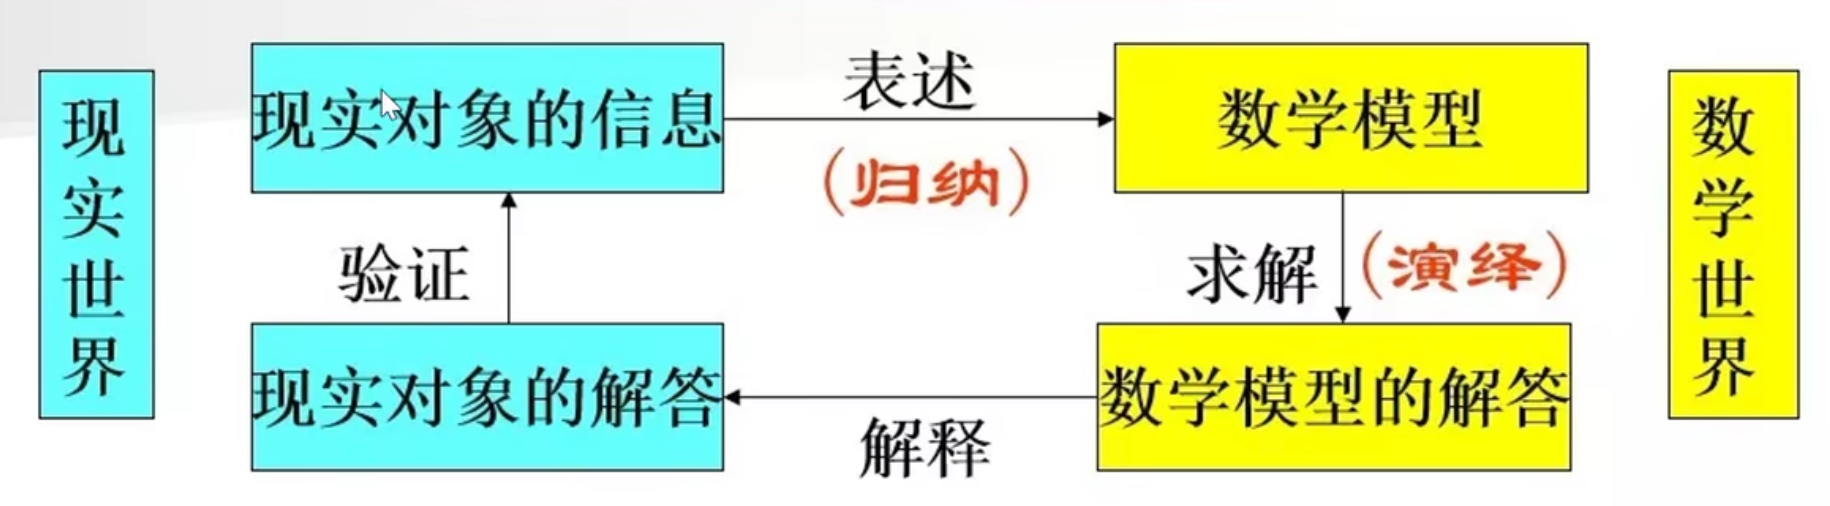 现实世界
现实对象的信息
表述
(归纳)
数学模型
数学世界
验证
求解
(演绎)
现实对象的解答
解释
数学模型的解答